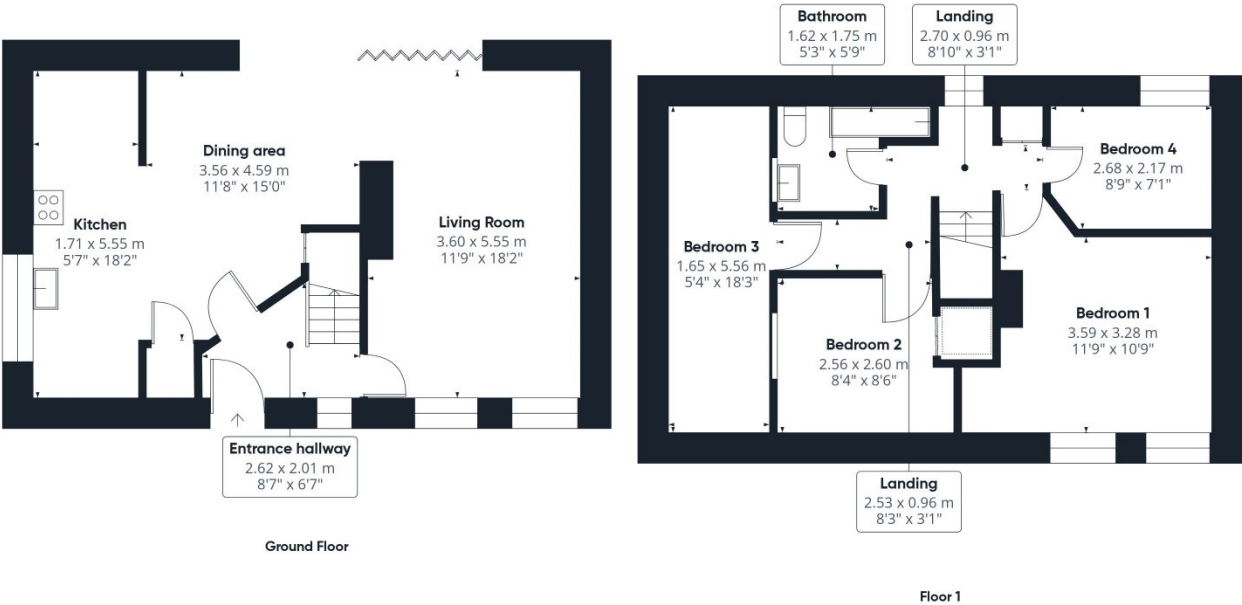 Dining area
3.56 x 4.59 m
11'8" x 15'0"
Kitchen
1.71 x 5.55 m
5'7" x 18'2"
Living Room
3.60 x 5.55 m
11'9" x 18'2"
Entrance hallway
2.62 x 2.01 m
8'7" x 6'7"
Ground Floor
Bathroom
1.62 x 1.75 m
5'3" x 5'9"
Landing
2.70 x 0.96 m
8'10" x 3'1"
Bedroom 4
2.68 x 2.17 m
8'9" x 7'1"
Bedroom 3
1.65 x 5.56 m
5'4" x 18'3"
Bedroom 1
3.59 x 3.28 m
11'9" x 10'9"
Bedroom 2
2.56 x 2.60 m
8'4" x 8'6"
Landing
2.53 x 0.96 m
8'3" x 3'1"
Floor 1